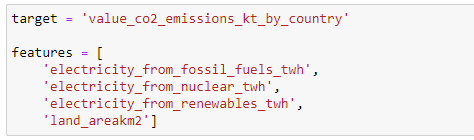 target = 'value_co2_emissions_kt_by_country'
features = [
    'electricity_from_fossil_fuels_twh',
    'electricity_from_nuclear_twh',
    'electricity_from_renewables_twh',
    'land_areakm2']